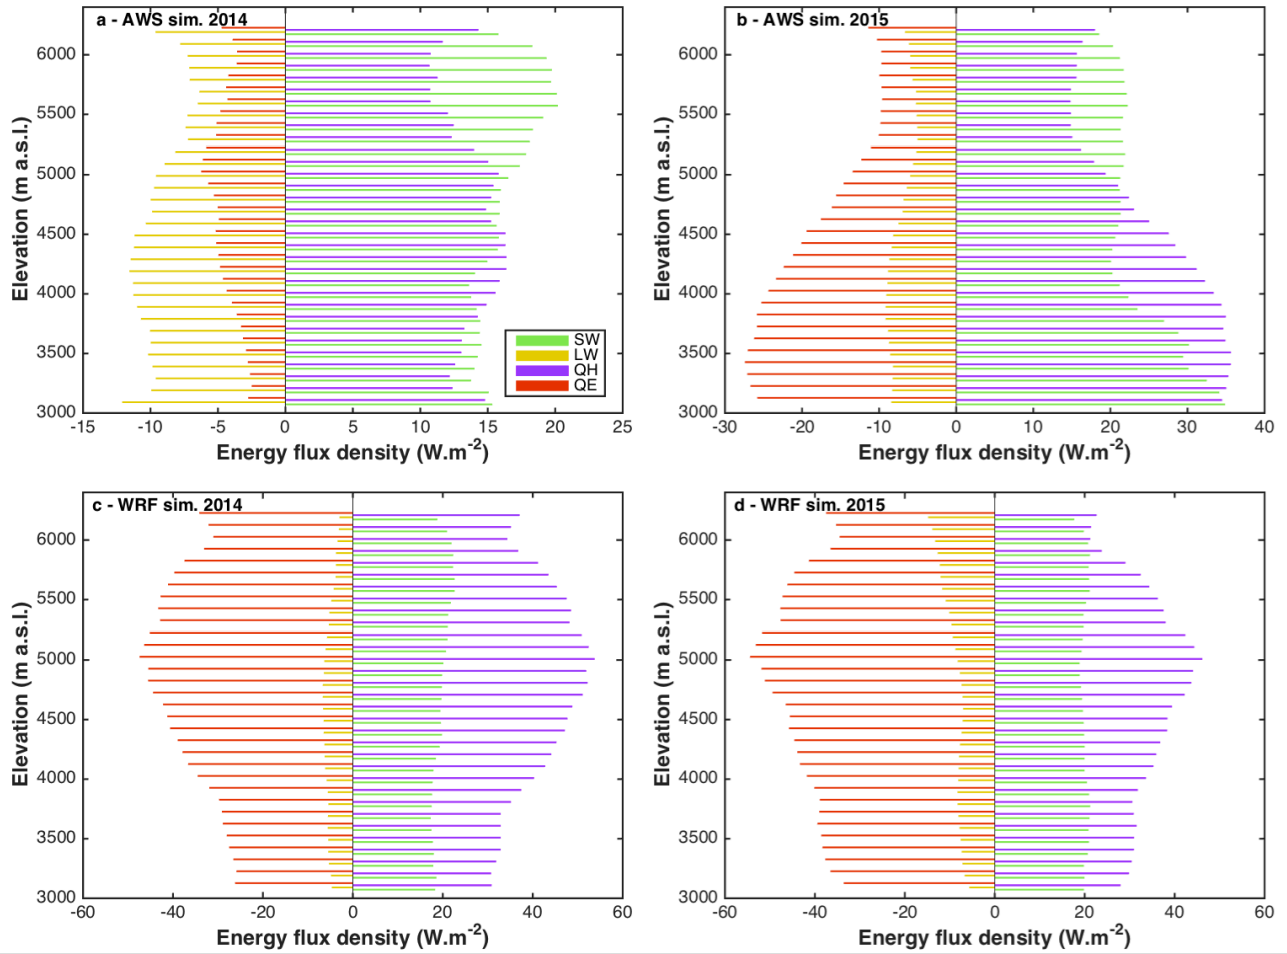 a - AWS sim. 2014
6000
5500
5000
4500
4000
3500
3000
Elevation (m a.s.l.)
SW
LW
QH
QE
-15 -10 -5 0 5 10 15 20 25
Energy flux density (W.m-2)
b - AWS sim. 2015
6000
5500
5000
4500
4000
3500
3000
Elevation (m a.s.l.)
-30 -20 -10 0 10 20 30 40
Energy flux density (W.m-2)
c - WRF sim. 2014
6000
5500
5000
4500
4000
3500
3000
Elevation (m a.s.l.)
-60 -40 -20 0 20 40 60
Energy flux density (W.m-2)
d - WRF sim. 2015
6000
5500
5000
4500
4000
3500
3000
Elevation (m a.s.l.)
-60 -40 -20 0 20 40 60
Energy flux density (W.m-2)